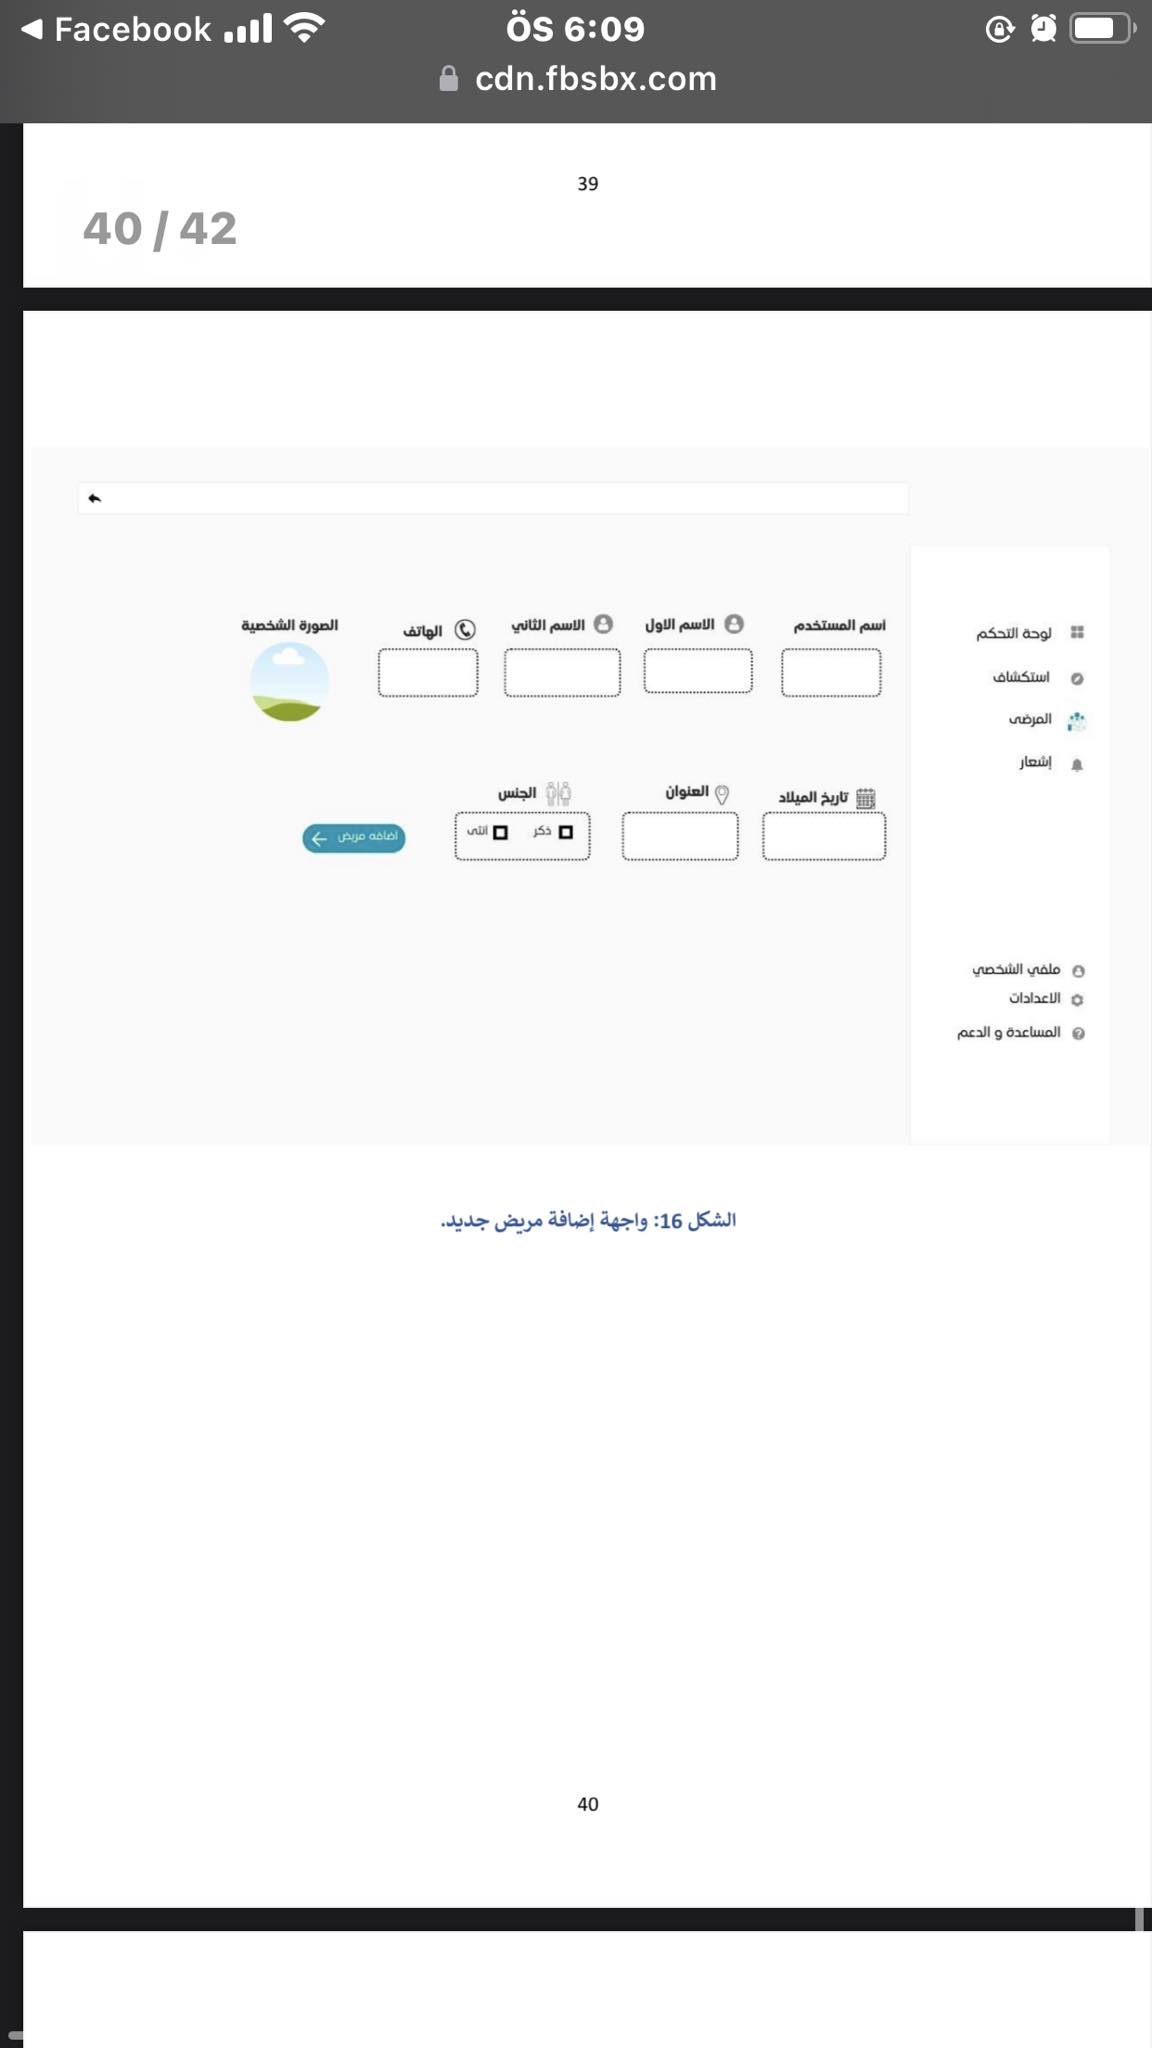 Facebook
ÖS 6:09
cdn.fbsbx.com
39
40 / 42
اسم المستخدم
الاسم الاول
الاسم الثاني
الهاتف
الصورة الشخصية
لوحة التحكم
استكشاف
المرضى
إشعار
تاريخ الميلاد
العنوان
الجنس
ذكر
انثى
اضافه مريض
ملفي الشخصي
الاعدادات
المساعدة و الدعم
الشكل 16: واجهة إضافة مريض جديد.
40